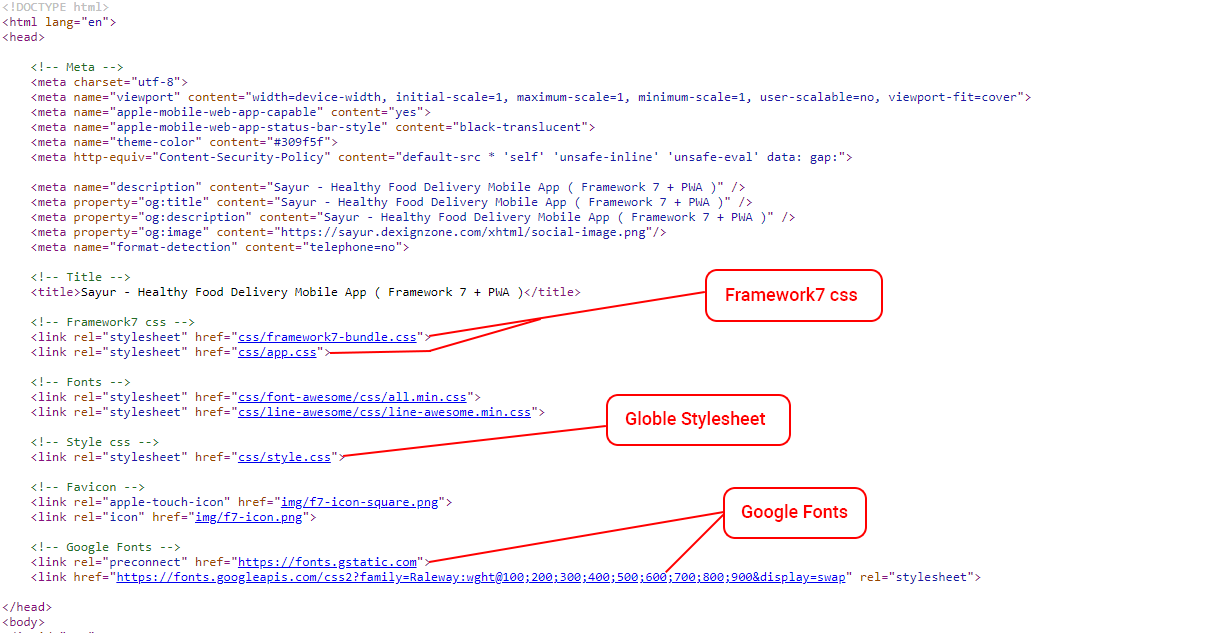 <!DOCTYPE html>
<html lang="en">
<head>
<!-- Meta -->
<meta charset="utf-8">
<meta name="viewport" content="width=device-width, initial-scale=1, maximum-scale=1, minimum-scale=1, user-scalable=no, viewport-fit=cover">
<meta name="apple-mobile-web-app-capable" content="yes">
<meta name="apple-mobile-web-app-status-bar-style" content="black-translucent">
<meta name="theme-color" content="#309f5f">
<meta http-equiv="Content-Security-Policy" content="default-src * 'self' 'unsafe-inline' 'unsafe-eval' data: gap:">
<meta name="description" content="Sayur - Healthy Food Delivery Mobile App ( Framework 7 + PWA )" />
<meta property="og:title" content="Sayur - Healthy Food Delivery Mobile App ( Framework 7 + PWA )" />
<meta property="og:description" content="Sayur - Healthy Food Delivery Mobile App ( Framework 7 + PWA )" />
<meta property="og:image" content="https://sayur.dexignzone.com/xhtml/social-image.png"/>
<meta name="format-detection" content="telephone=no">
<!-- Title -->
<title>Sayur - Healthy Food Delivery Mobile App ( Framework 7 + PWA )</title>
Framework7 css
<!-- Framework7 css -->
<link rel="stylesheet" href="css/framework7-bundle.css">
<link rel="stylesheet" href="css/app.css">
<!-- Fonts -->
<link rel="stylesheet" href="css/font-awesome/css/all.min.css">
<link rel="stylesheet" href="css/line-awesome/css/line-awesome.min.css">
Globle Stylesheet
<!-- Style css -->
<link rel="stylesheet" href="css/style.css">
<!-- Favicon -->
<link rel="apple-touch-icon" href="img/f7-icon-square.png">
<link rel="icon" href="img/f7-icon.png">
Google Fonts
<!-- Google Fonts -->
<link rel="preconnect" href="https://fonts.gstatic.com">
<link href="https://fonts.googleapis.com/css2?family=Raleway:wght@100;200;300;400;500;600;700;800;900&display=swap" rel="stylesheet">
</head>
<body>